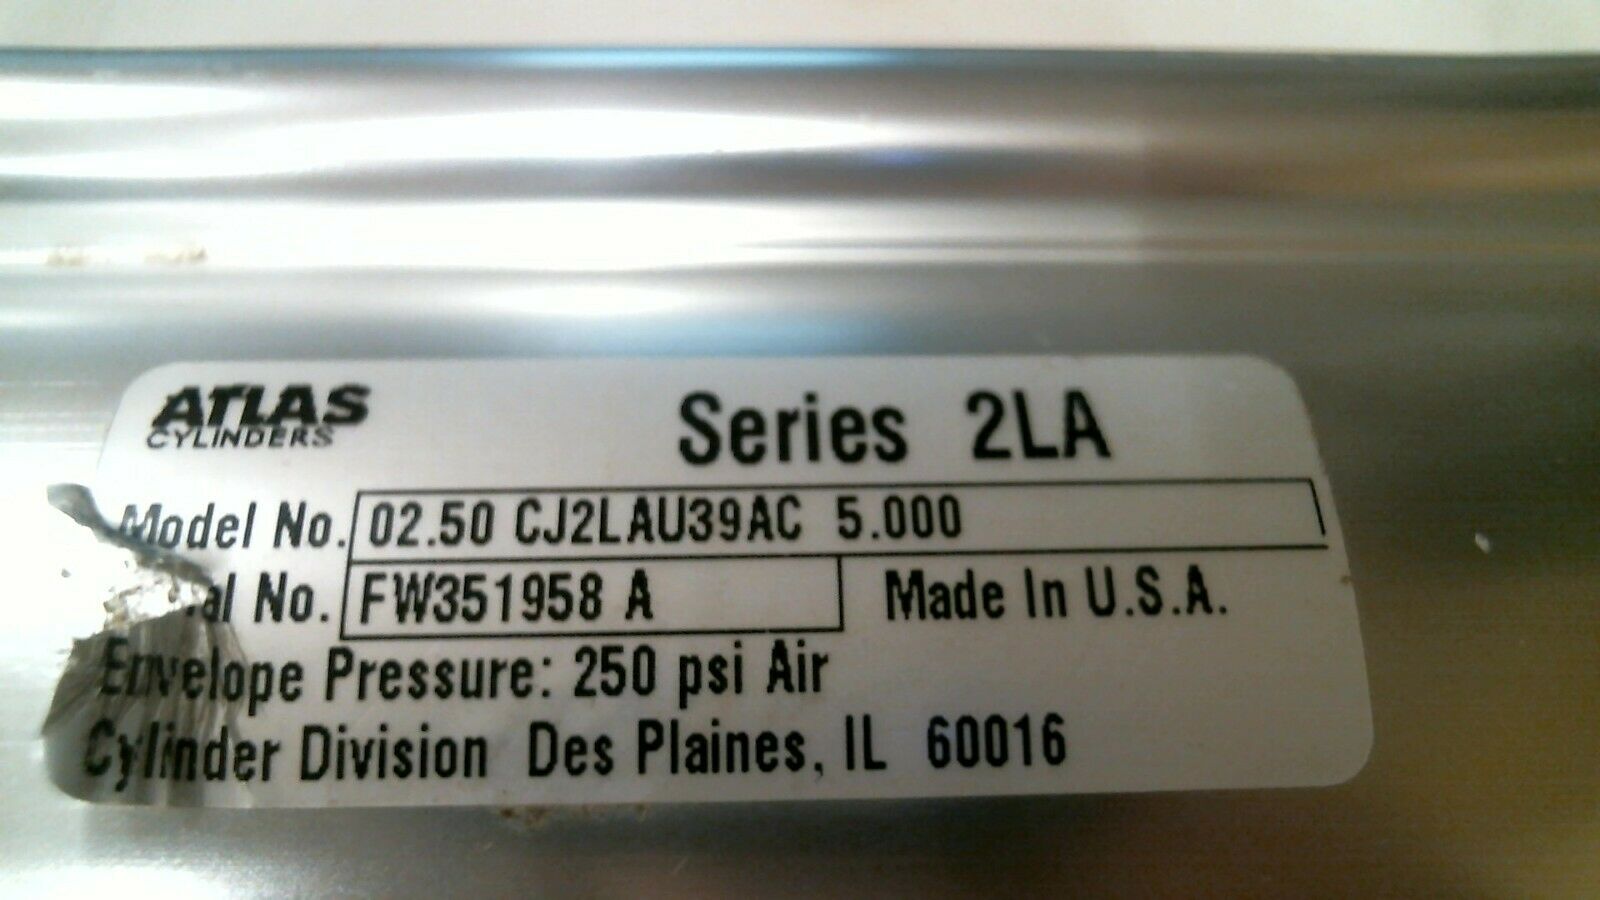 ATLAS
CYLINDERS
Series 2LA
Model No. 02.50 CJ2LAU39AC 5.000
No. FW351958 A Made In U.S.A.
Envelope Pressure: 250 psi Air
Cylinder Division Des Plaines, IL 60016